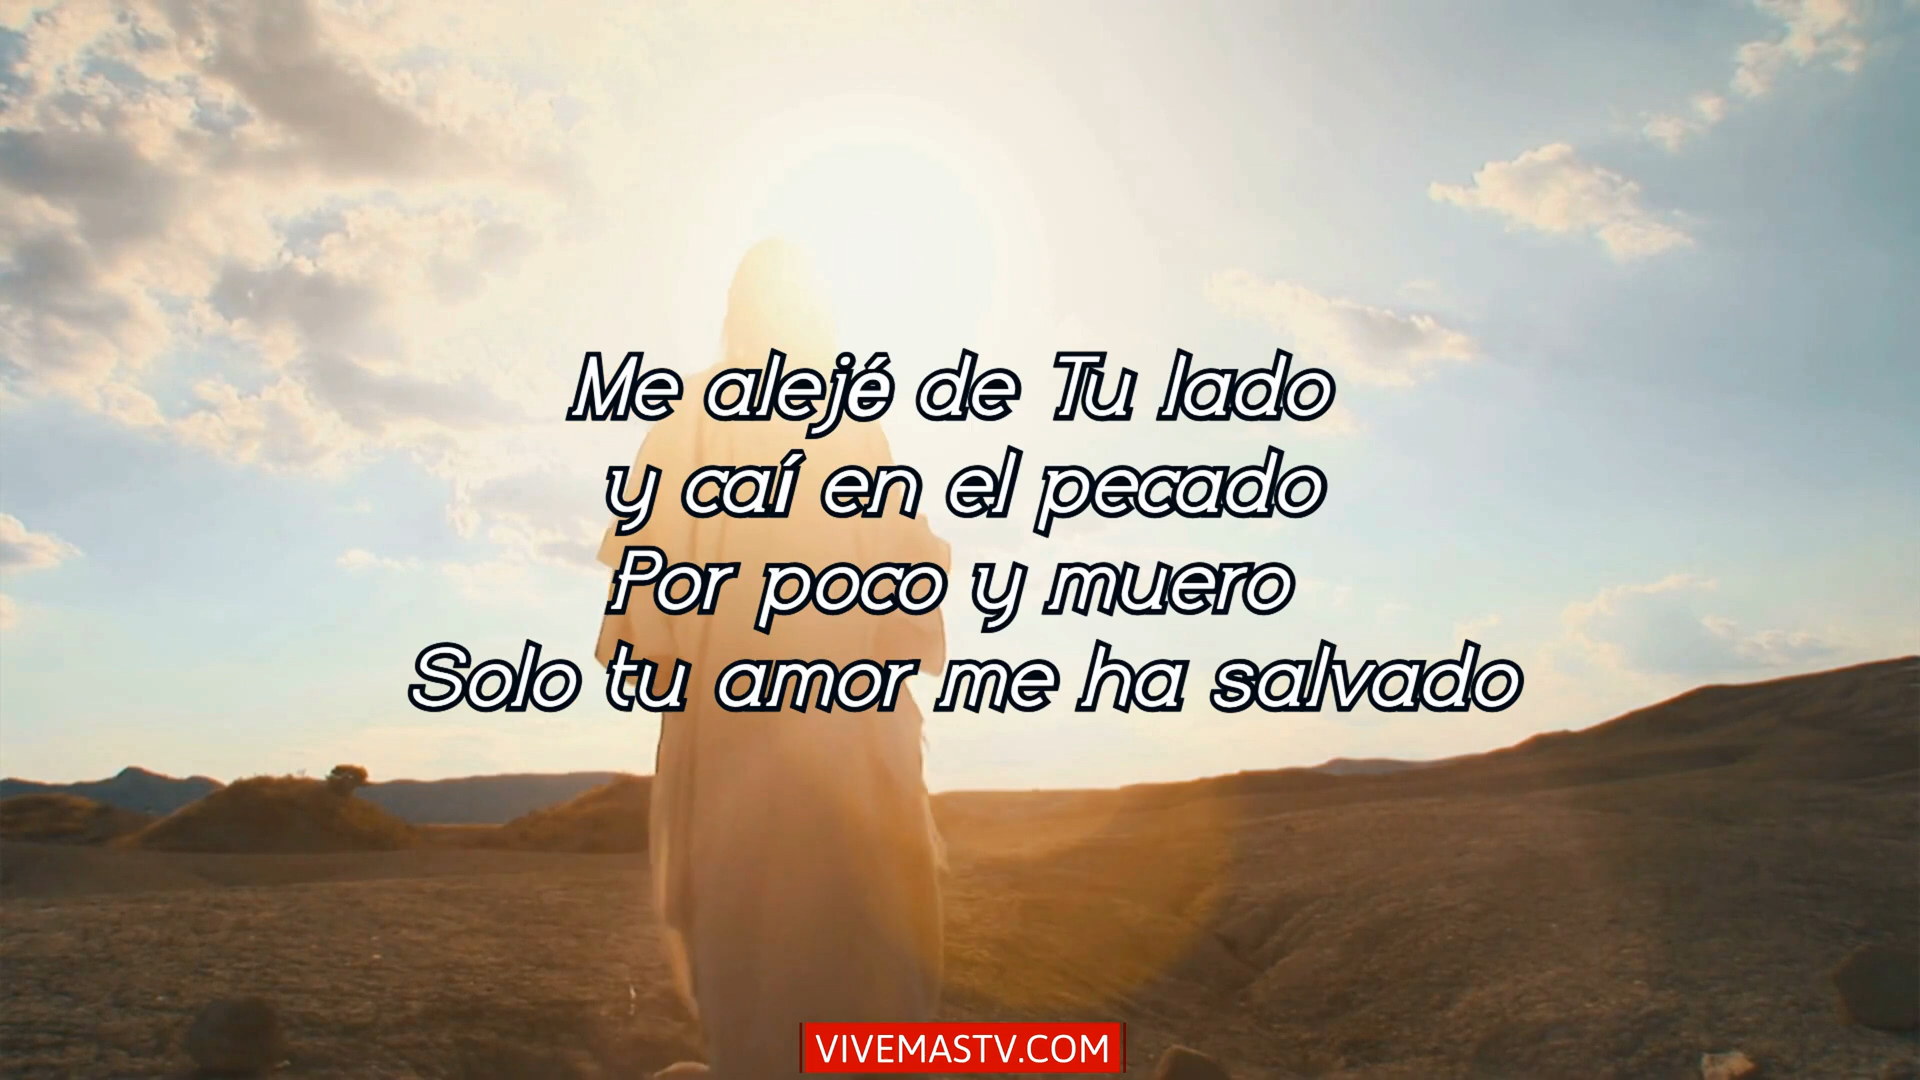 Me alejé de Tu lado
y caí en el pecado
Por poco y muero
Solo tu amor me ha salvado
VIVEMASTV.COM